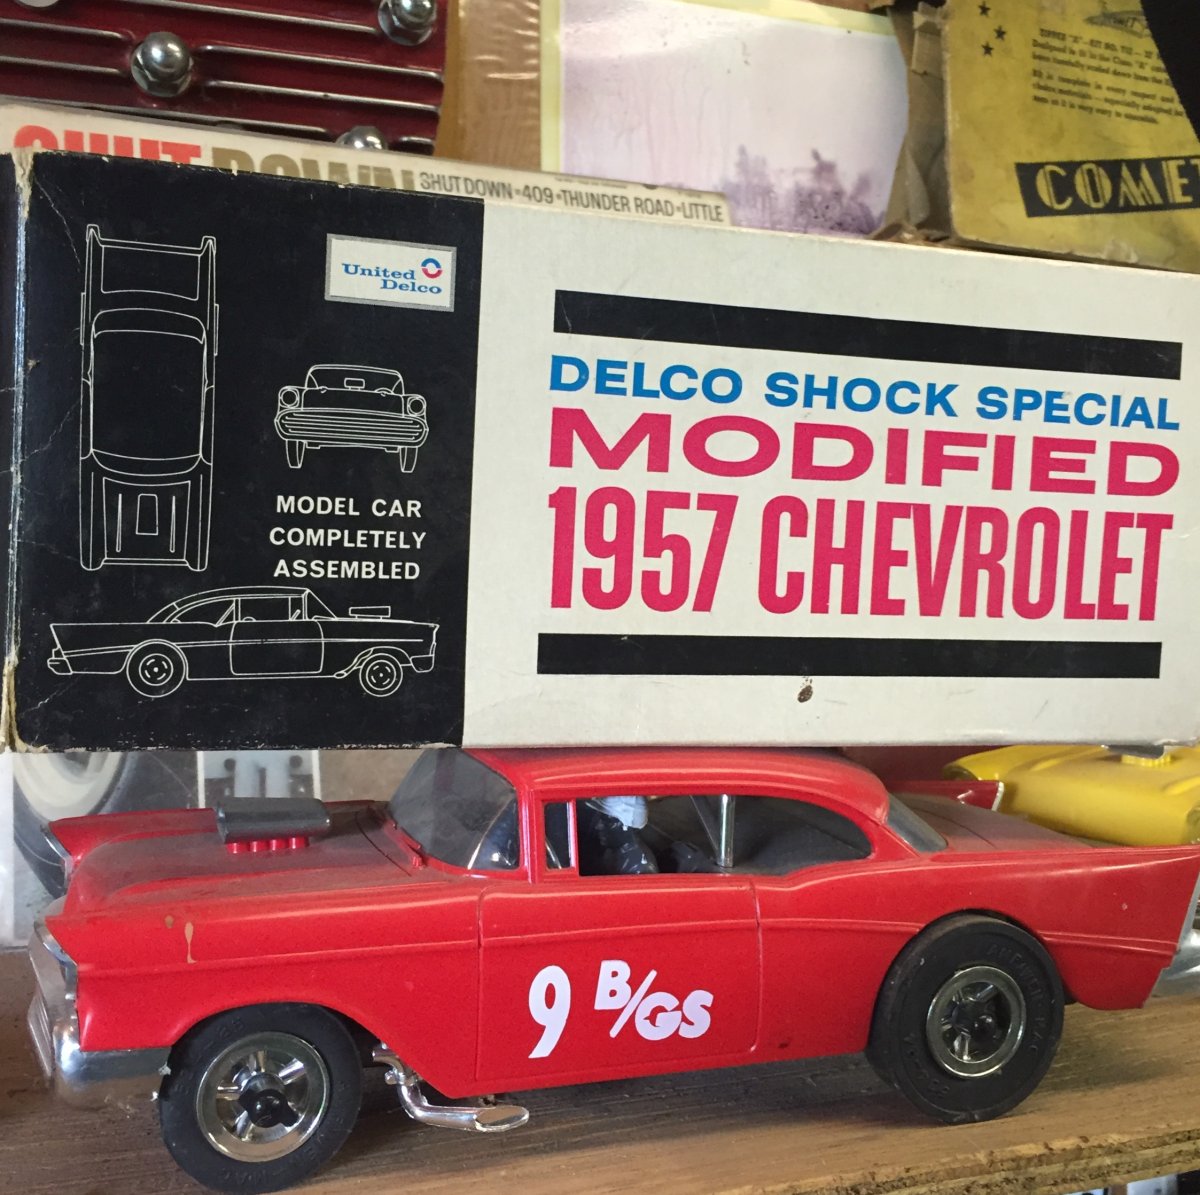 SHUT DOWN
SHUT DOWN•409•THUNDER ROAD•LITTLE
COMET
United
Delco
DELCO SHOCK SPECIAL
MODIFIED
1957 CHEVROLET
MODEL CAR
COMPLETELY
ASSEMBLED
9 B/GS